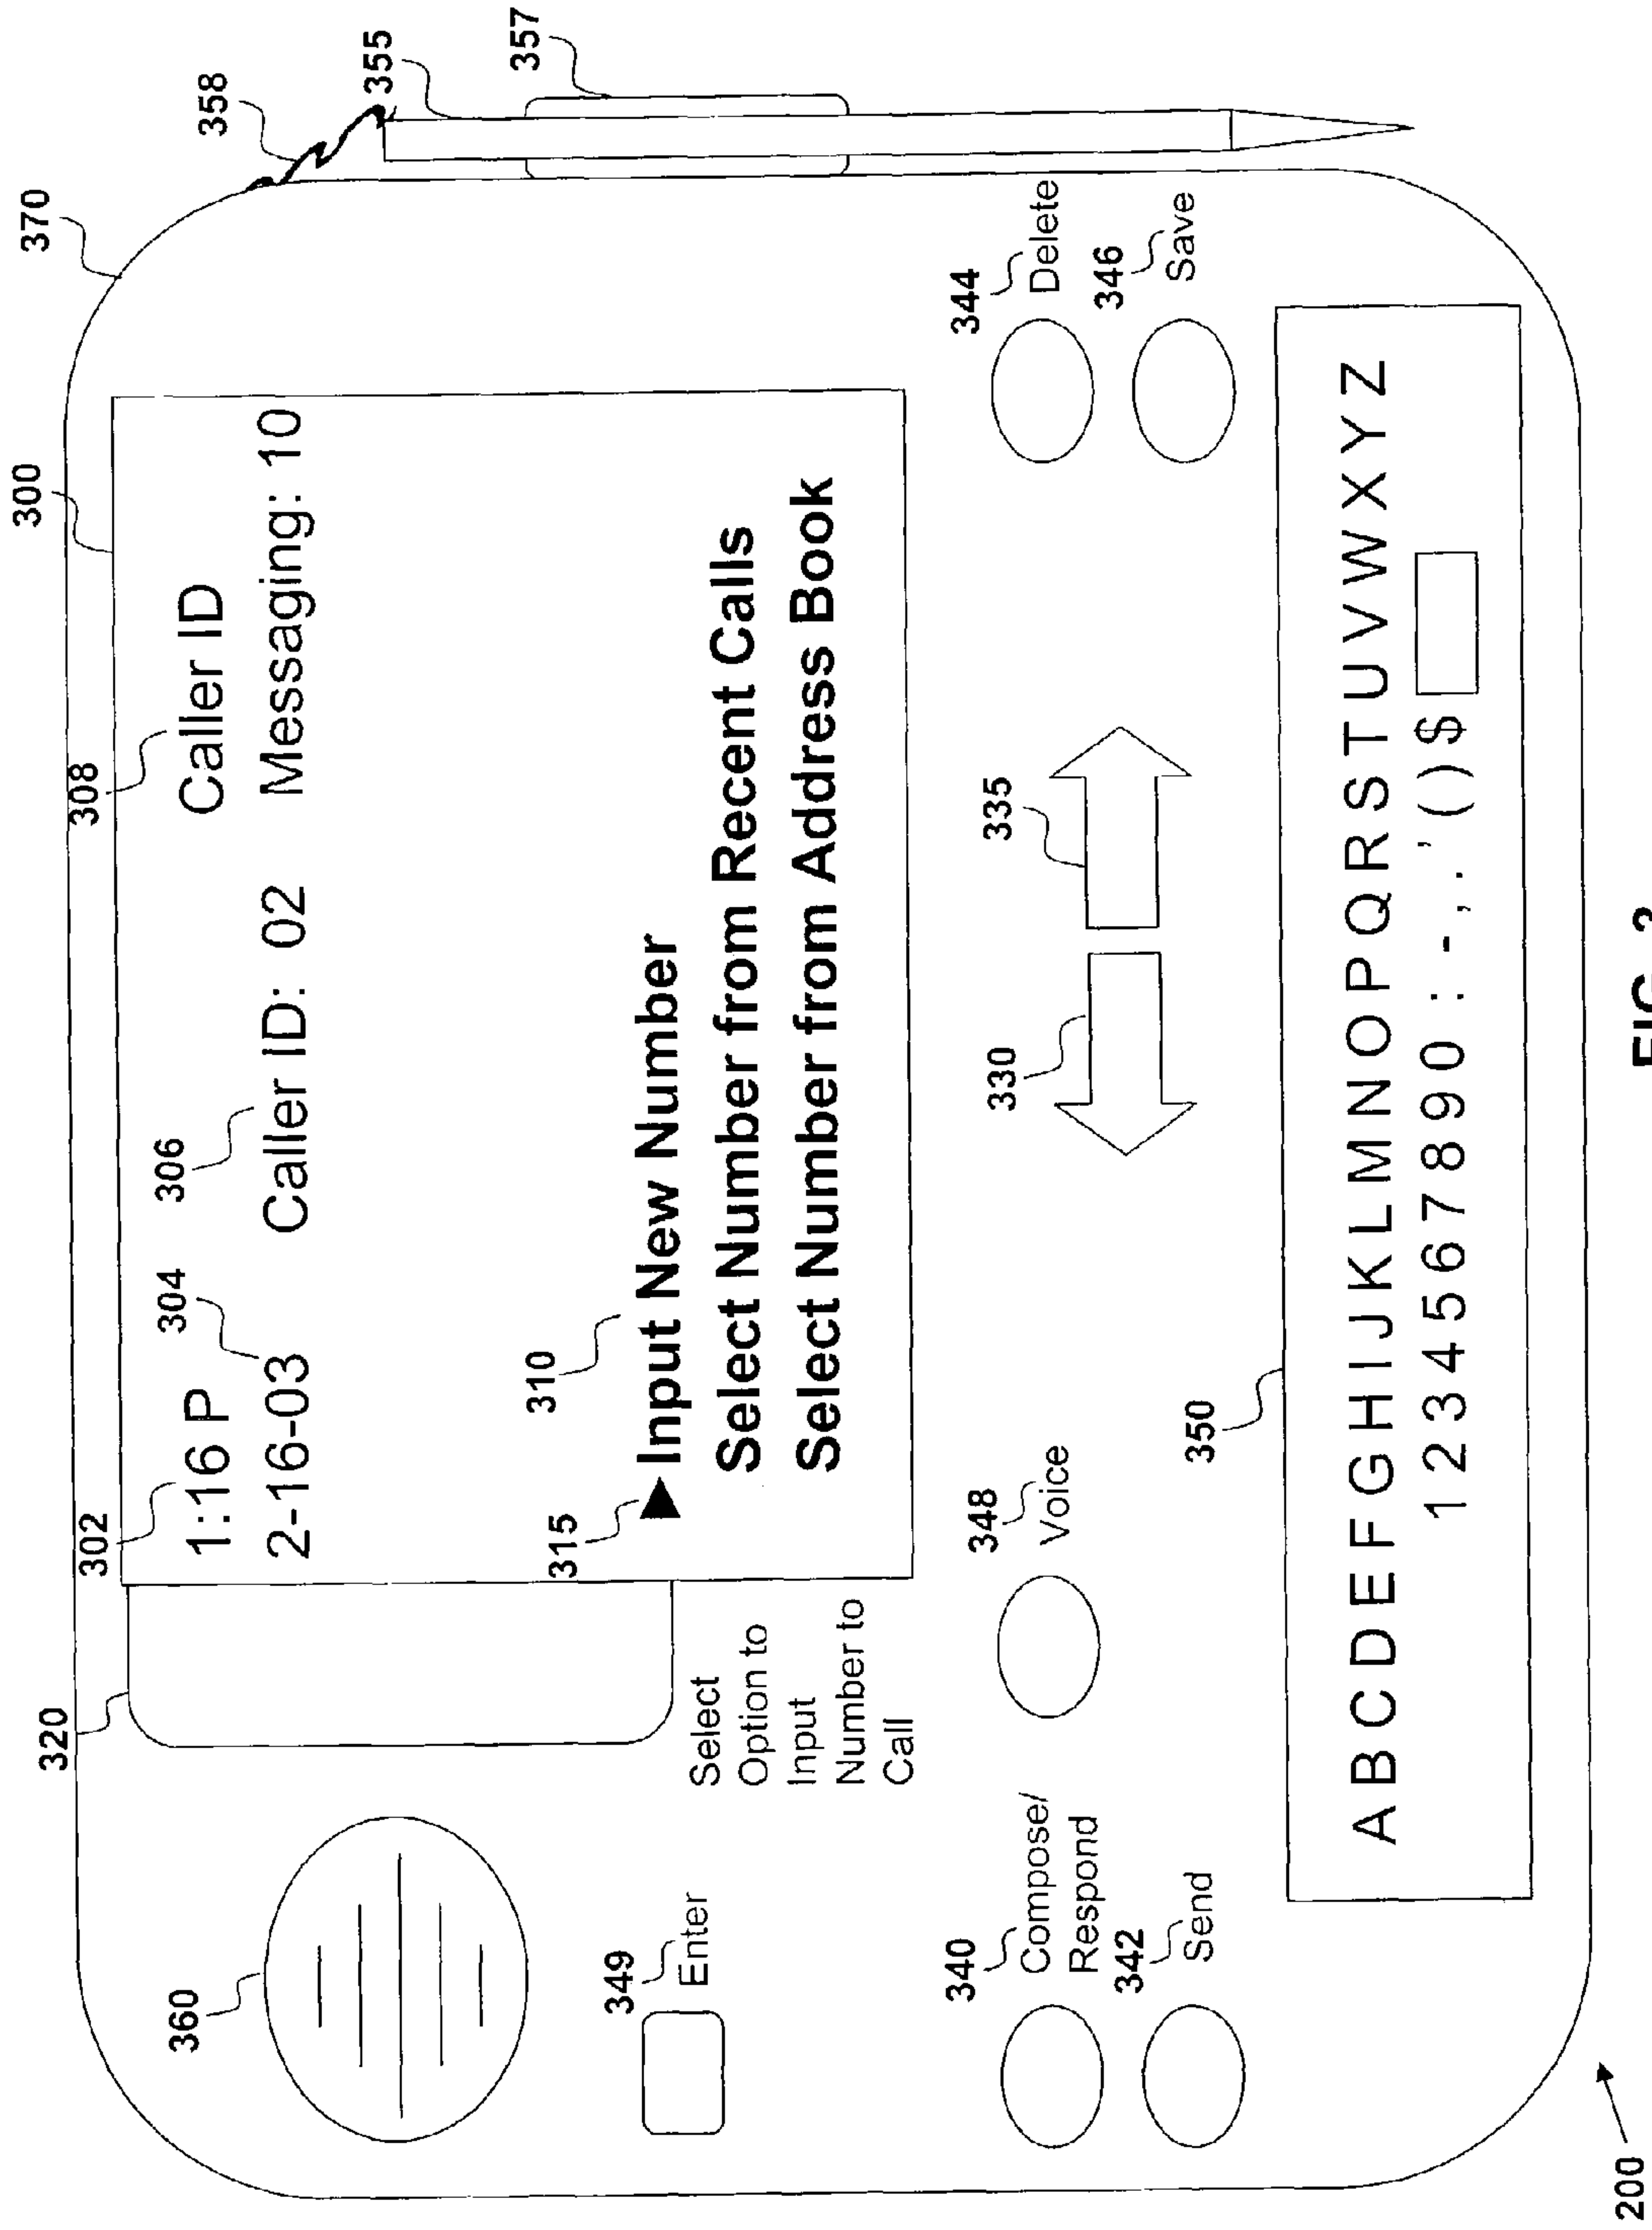 370
300
358
308
355
357
302
304
306
320
360
1:16 P
Caller ID
2-16-03
Caller ID: 02
Messaging: 10
310
315
Input New Number
Select Number from Recent Calls
Select Number from Address Book
349
Enter
Select
Option to
Input
Number to
Call
340
Compose/
Respond
342
Send
348
Voice
330
335
344
Delete
346
Save
350
A B C D E F G H I J K L M N O P Q R S T U V W X Y Z
1 2 3 4 5 6 7 8 9 0 : - , . ' ( ) $
200
FIG. 3